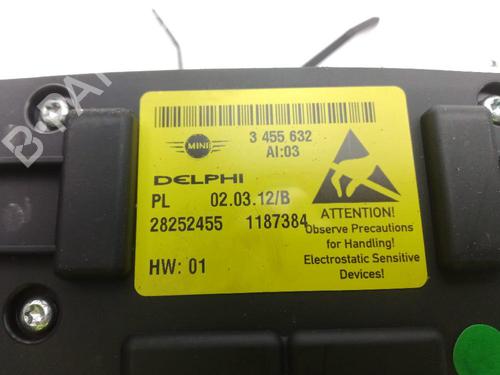 MINI
3 455 632
AI:03
DELPHI
PL 02.03.12/B
28252455 1187384
HW: 01
ATTENTION!
Observe Precautions
for Handling!
Electrostatic Sensitive
Devices!